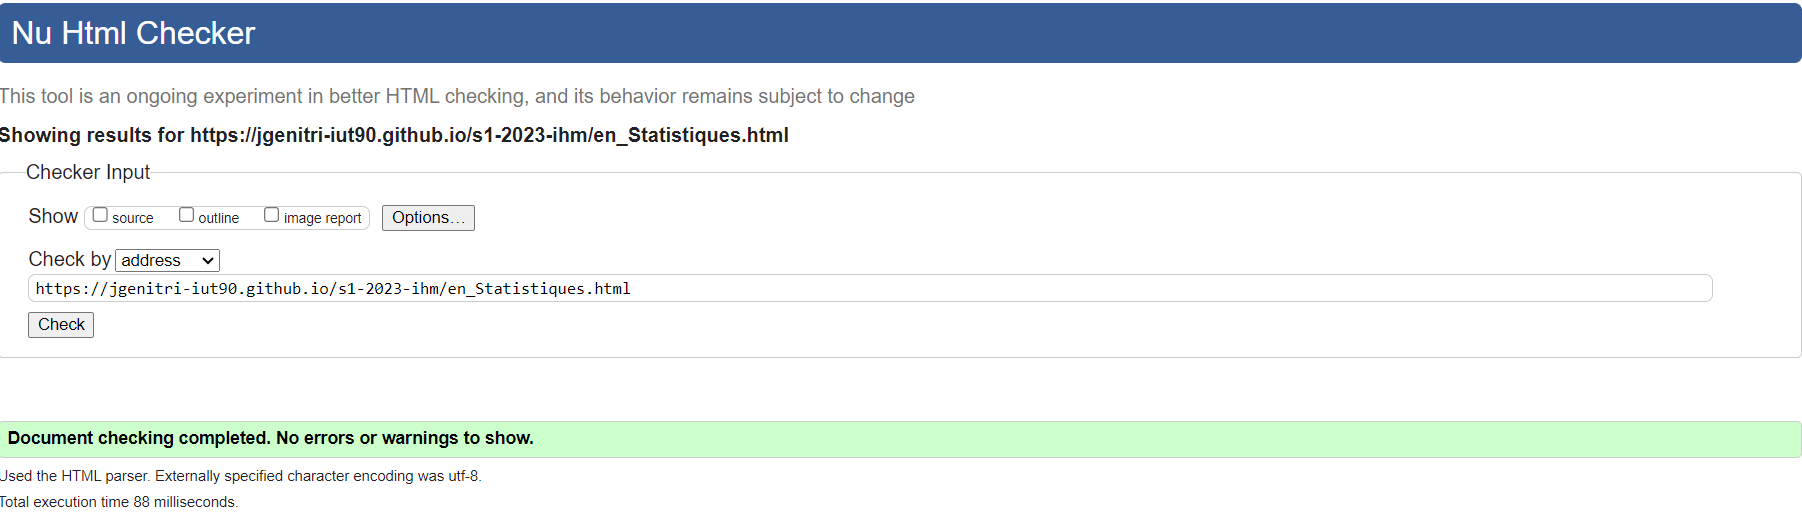 Nu Html Checker
This tool is an ongoing experiment in better HTML checking, and its behavior remains subject to change
Showing results for https://jgenitri-iut90.github.io/s1-2023-ihm/en_Statistiques.html
Checker Input
Show source outline image report Options...
Check by address
https://jgenitri-iut90.github.io/s1-2023-ihm/en_Statistiques.html
Check
Document checking completed. No errors or warnings to show.
Used the HTML parser. Externally specified character encoding was utf-8.
Total execution time 88 milliseconds.